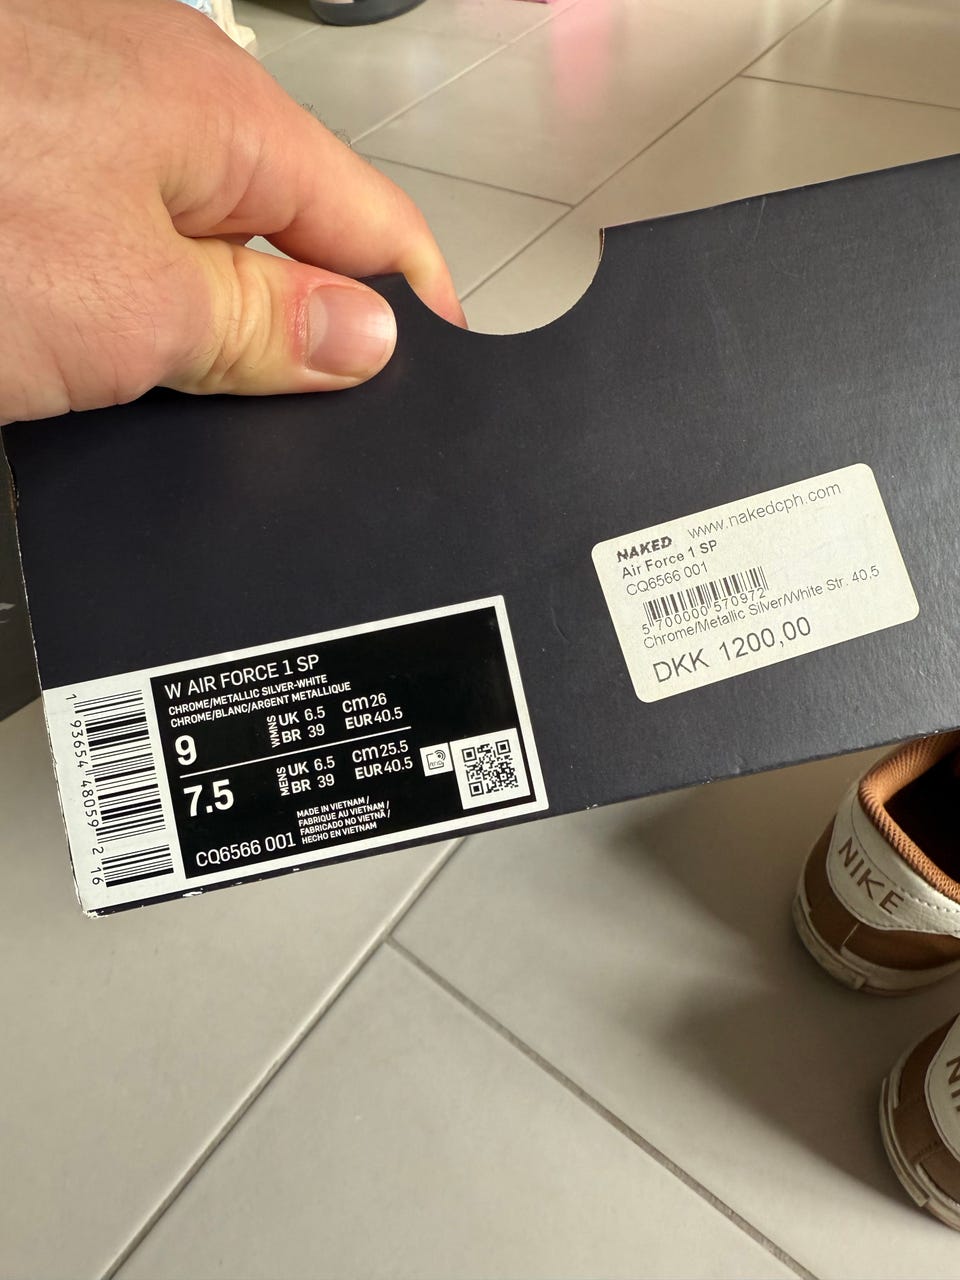 NAKED www.nakedcph.com
Air Force 1 SP
CQ6566 001
5 700000 570972
Chrome/Metallic Silver/White Str. 40,5
DKK 1200,00
W AIR FORCE 1 SP
CHROME/METALLIC SILVER-WHITE
CHROME/BLANC/ARGENT METALLIQUE
9 WMNS UK 6.5 cm 26
BR 39 EUR 40.5
7.5 MENS UK 6.5 cm 25.5
BR 39 EUR 40.5
RFID
MADE IN VIETNAM /
FABRIQUE AU VIETNAM /
FABRICADO NO VIETNÃ /
HECHO EN VIETNAM
CQ6566 001
1 93654 48059 2 16
NIKE
NI